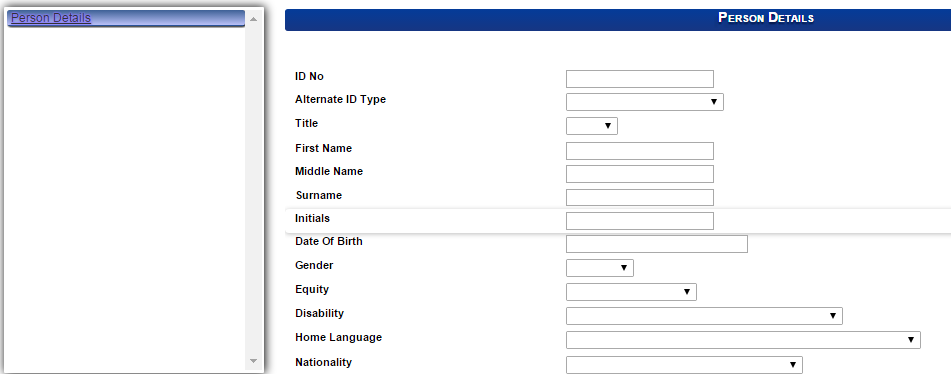 Person Details
Person Details
ID No
Alternate ID Type
Title
First Name
Middle Name
Surname
Initials
Date Of Birth
Gender
Equity
Disability
Home Language
Nationality